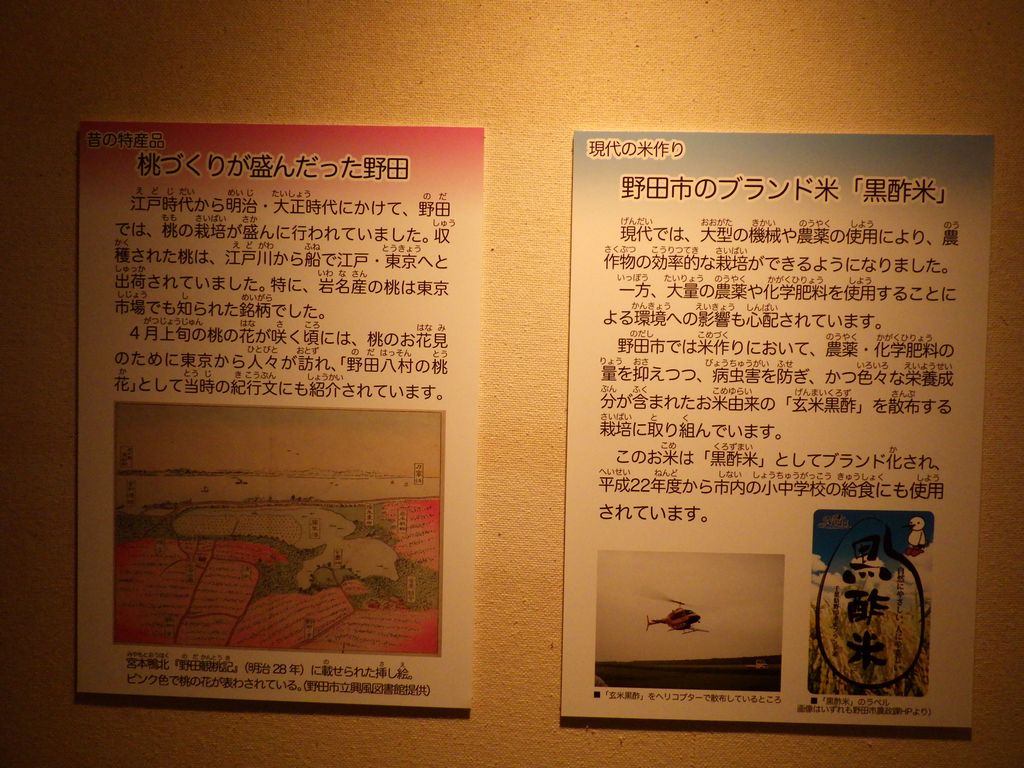 昔の特産品
桃づくりが盛んだった野田
江戸時代から明治・大正時代にかけて、野田
では、桃の栽培が盛んに行われていました。収
穫された桃は、江戸川から船で江戸・東京へと
出荷されていました。特に、岩名産の桃は東京
市場でも知られた銘柄でした。
4月上旬の桃の花が咲く頃には、桃のお花見
のために東京から人々が訪れ、「野田八村の桃
花」として当時の紀行文にも紹介されています。
宮本鴨北『野田観桃記』(明治28年)に載せられた挿し絵。
ピンク色で桃の花が表わされている。(野田市立興風図書館提供)
現代の米作り
野田市のブランド米「黒酢米」
現代では、大型の機械や農薬の使用により、農
作物の効率的な栽培ができるようになりました。
一方、大量の農薬や化学肥料を使用することに
よる環境への影響も心配されています。
野田市では米作りにおいて、農薬・化学肥料の
量を抑えつつ、病虫害を防ぎ、かつ色々な栄養成
分が含まれたお米由来の「玄米黒酢」を散布する
栽培に取り組んでいます。
このお米は「黒酢米」としてブランド化され、
平成22年度から市内の小中学校の給食にも使用
されています。
黒酢米
■「玄米黒酢」をヘリコプターで散布しているところ
■「黒酢米」のラベル
画像はいずれも野田市農政課HPより)